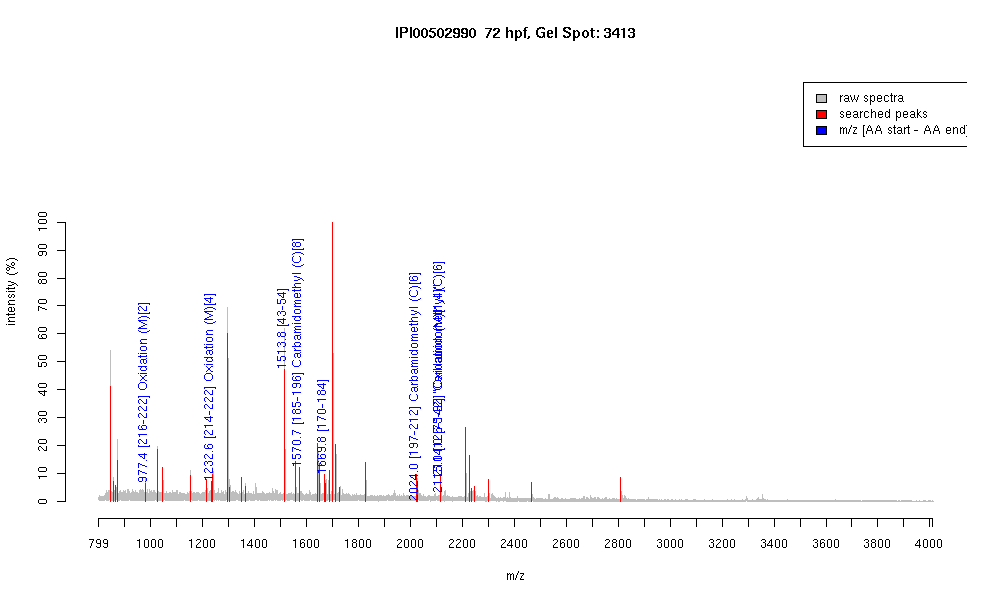 IPI00502990 72 hpf, Gel Spot: 3413
raw spectra
searched peaks
m/z [AA start - AA end]
intensity (%)
100
90
80
70
60
50
40
30
20
10
0
977.4 [216-222] Oxidation (M)[2]
1232.6 [214-222] Oxidation (M)[4]
1513.8 [43-54]
1570.7 [185-196] Carbamidomethyl (C)[8]
1669.8 [170-184]
2024.0 [197-212] Carbamidomethyl (C)[6]
799 1000 1200 1400 1600 1800 2000 2200 2400 2600 2800 3000 3200 3400 3600 3800 4000
m/z